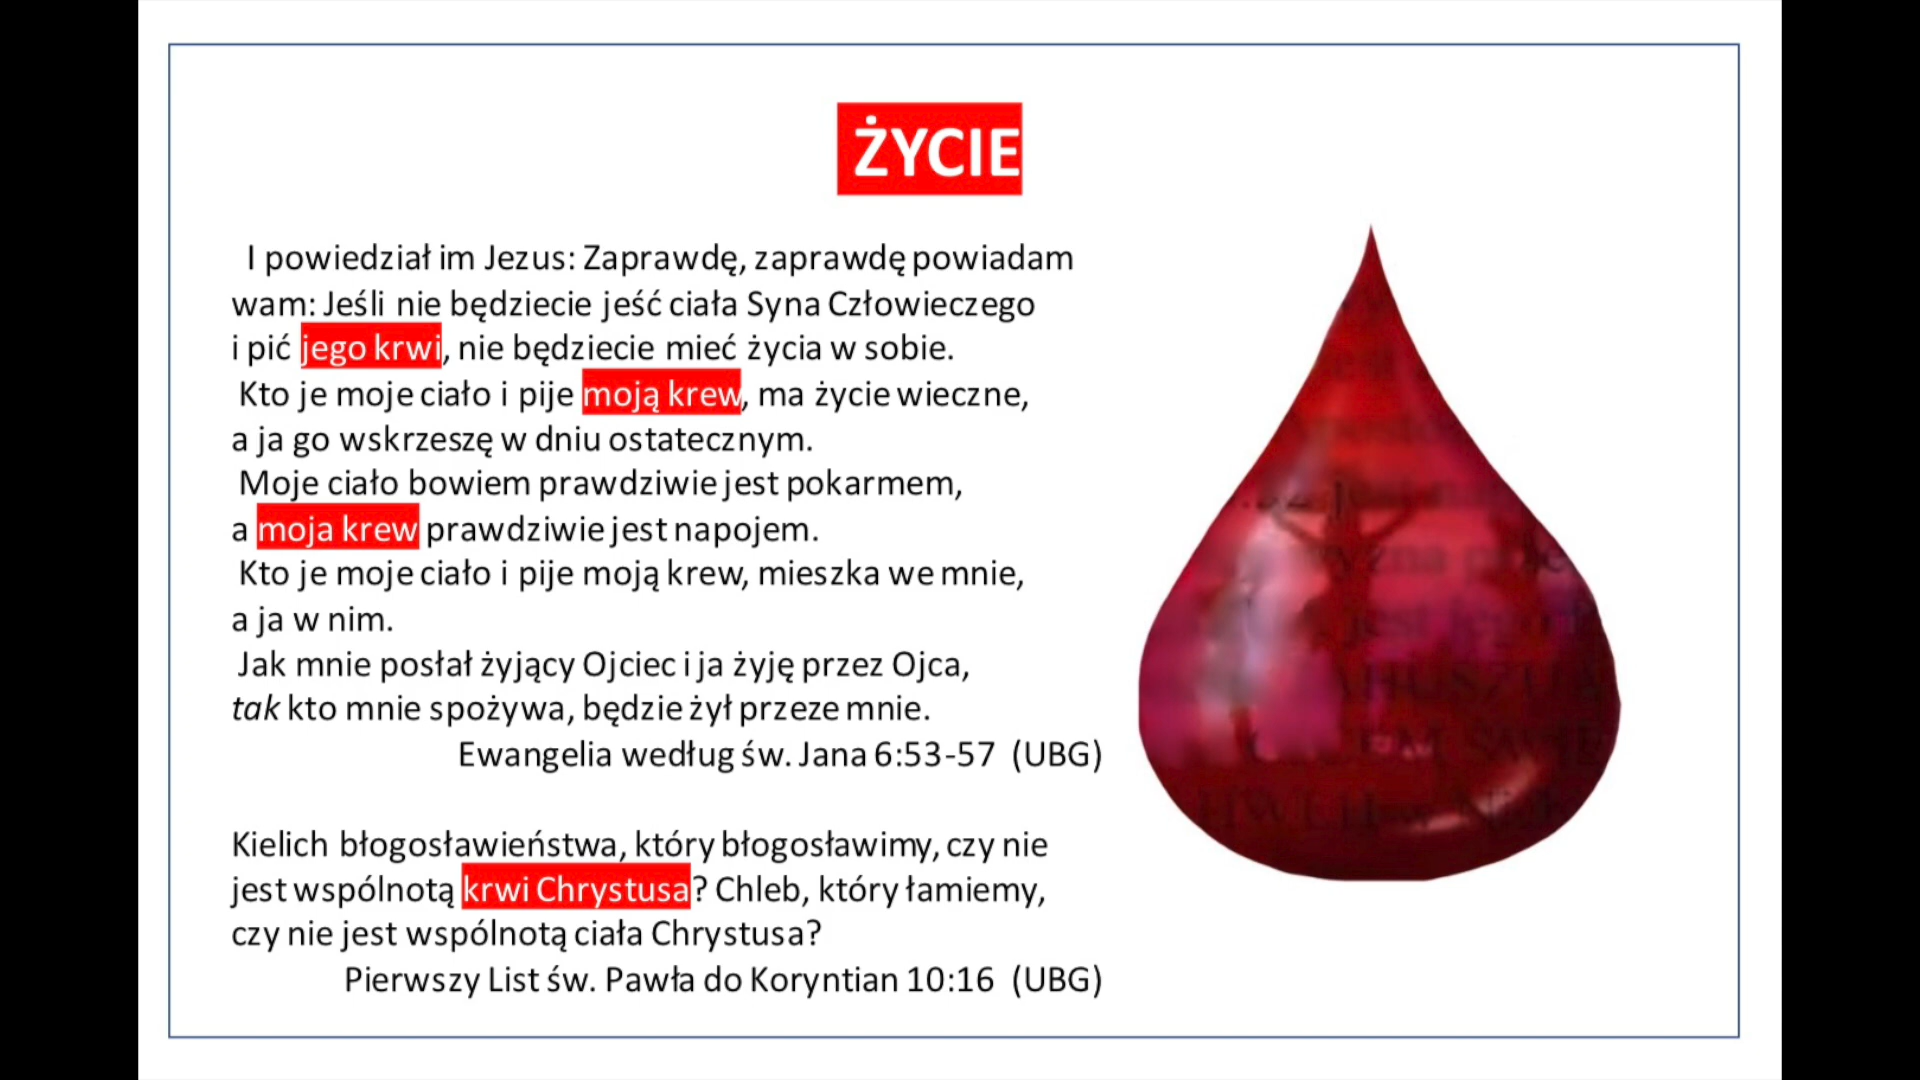 ŻYCIE
I powiedział im Jezus: Zaprawdę, zaprawdę powiadam
wam: Jeśli nie będziecie jeść ciała Syna Człowieczego
i pić jego krwi, nie będziecie mieć życia w sobie.
Kto je moje ciało i pije moją krew, ma życie wieczne,
a ja go wskrzeszę w dniu ostatecznym.
Moje ciało bowiem prawdziwie jest pokarmem,
a moja krew prawdziwie jest napojem.
Kto je moje ciało i pije moją krew, mieszka we mnie,
a ja w nim.
Jak mnie posłał żyjący Ojciec i ja żyję przez Ojca,
tak kto mnie spożywa, będzie żył przeze mnie.
Ewangelia według św. Jana 6:53-57 (UBG)
Kielich błogosławieństwa, który błogosławimy, czy nie
jest wspólnotą krwi Chrystusa? Chleb, który łamiemy,
czy nie jest wspólnotą ciała Chrystusa?
Pierwszy List św. Pawła do Koryntian 10:16 (UBG)